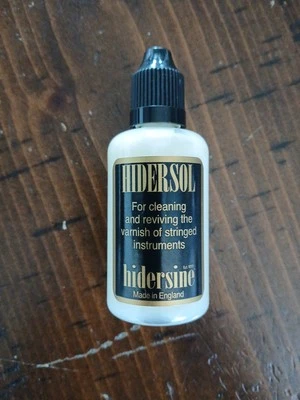 HIDERSOL
For cleaning
and reviving the
varnish of stringed
instruments
hidersine
Made in England